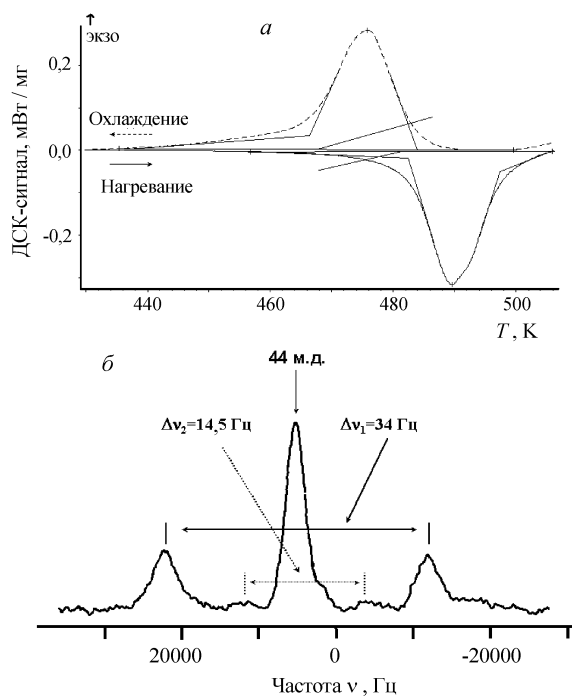 а
экзо
ДСК-сигнал, мВт / мг
0,2
Охлаждение
0,0
Нагревание
-0,2
440 460 480 500
T , К
б
44 м.д.
Δν₂=14,5 Гц
Δν₁=34 Гц
20000 0 -20000
Частота ν , Гц